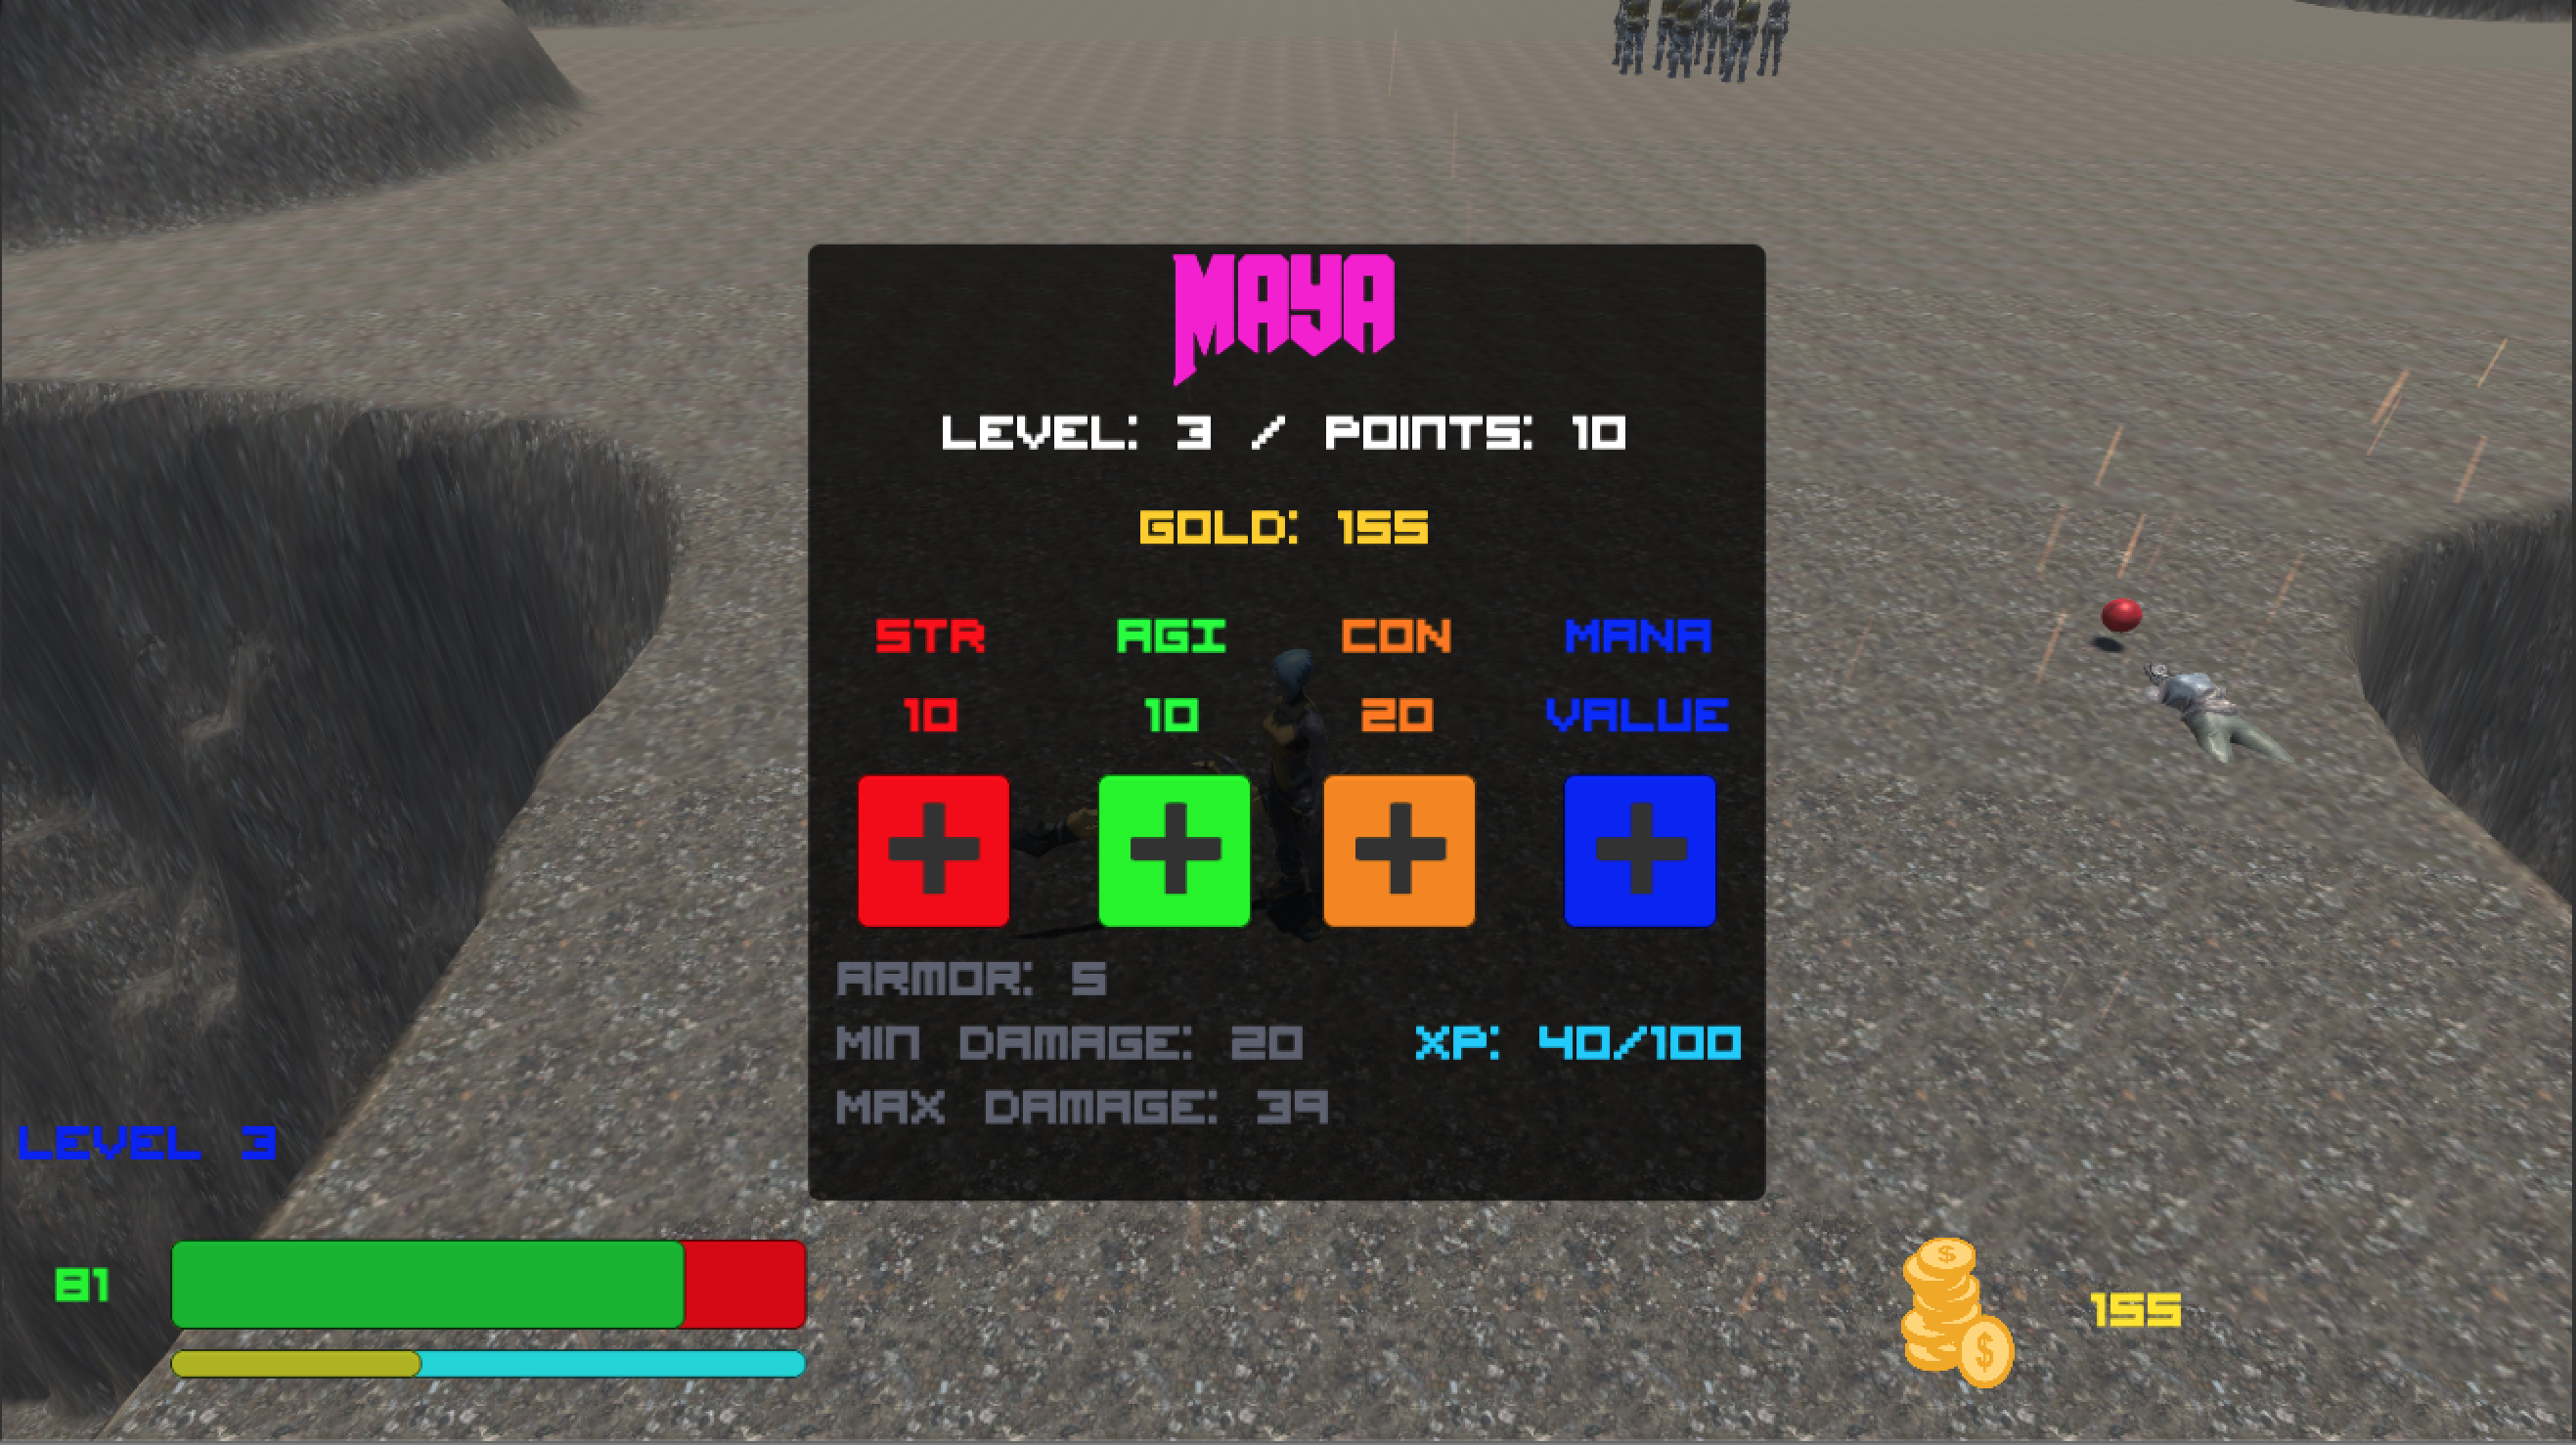 MAYA
LEVEL: 3 / POINTS: 10
GOLD: 155
STR AGI CON MANA
10 10 20 VALUE
ARMOR: 5
MIN DAMAGE: 20 XP: 40/100
MAX DAMAGE: 39
LEVEL 3
81
155